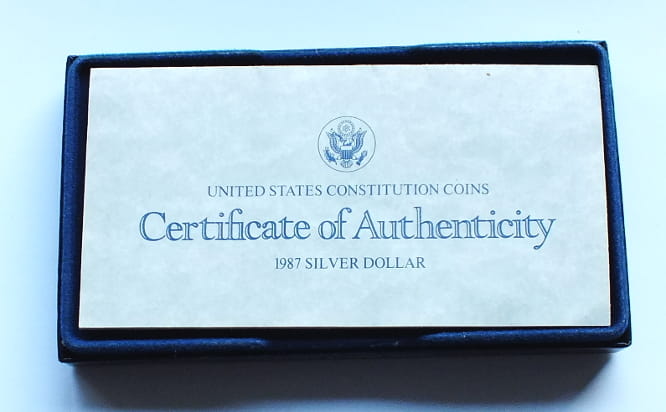 UNITED STATES CONSTITUTION COINS
Certificate of Authenticity
1987 SILVER DOLLAR